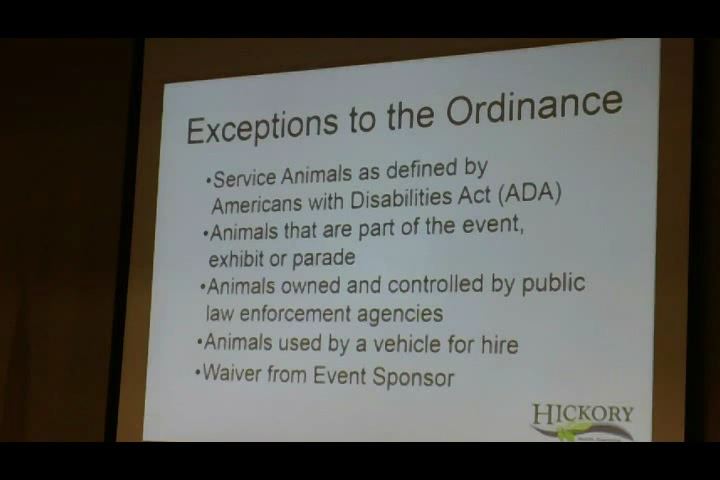 Exceptions to the Ordinance
•Service Animals as defined by
Americans with Disabilities Act (ADA)
•Animals that are part of the event,
exhibit or parade
•Animals owned and controlled by public
law enforcement agencies
•Animals used by a vehicle for hire
•Waiver from Event Sponsor
HICKORY